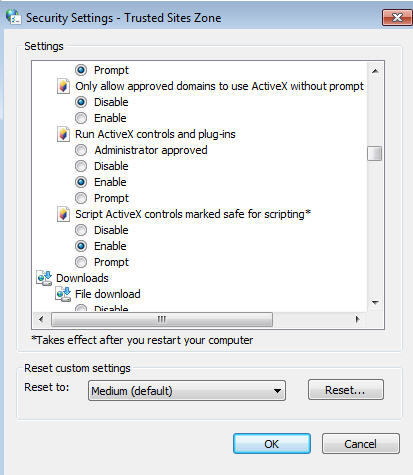 Security Settings - Trusted Sites Zone
Settings
Prompt
Only allow approved domains to use ActiveX without prompt
Disable
Enable
Run ActiveX controls and plug-ins
Administrator approved
Disable
Enable
Prompt
Script ActiveX controls marked safe for scripting*
Disable
Enable
Prompt
Downloads
File download
Disable
*Takes effect after you restart your computer
Reset custom settings
Reset to: Medium (default) Reset...
OK Cancel